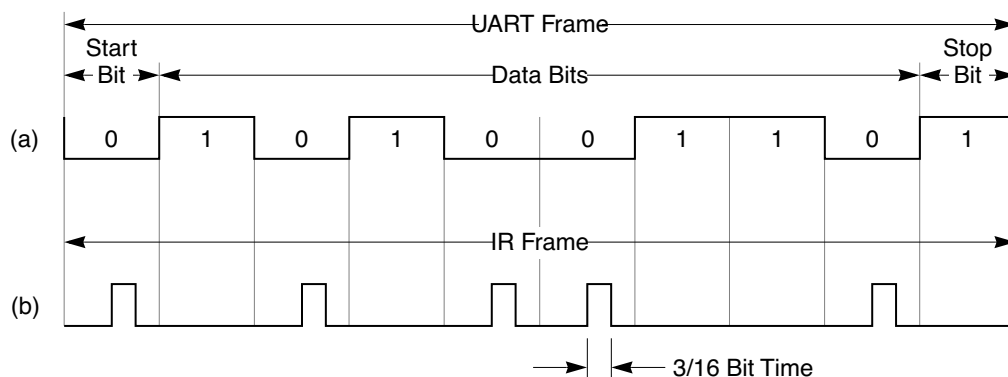 UART Frame
Start Bit
Data Bits
Stop Bit
(a) 0 1 0 1 0 0 1 1 0 1
IR Frame
(b)
3/16 Bit Time